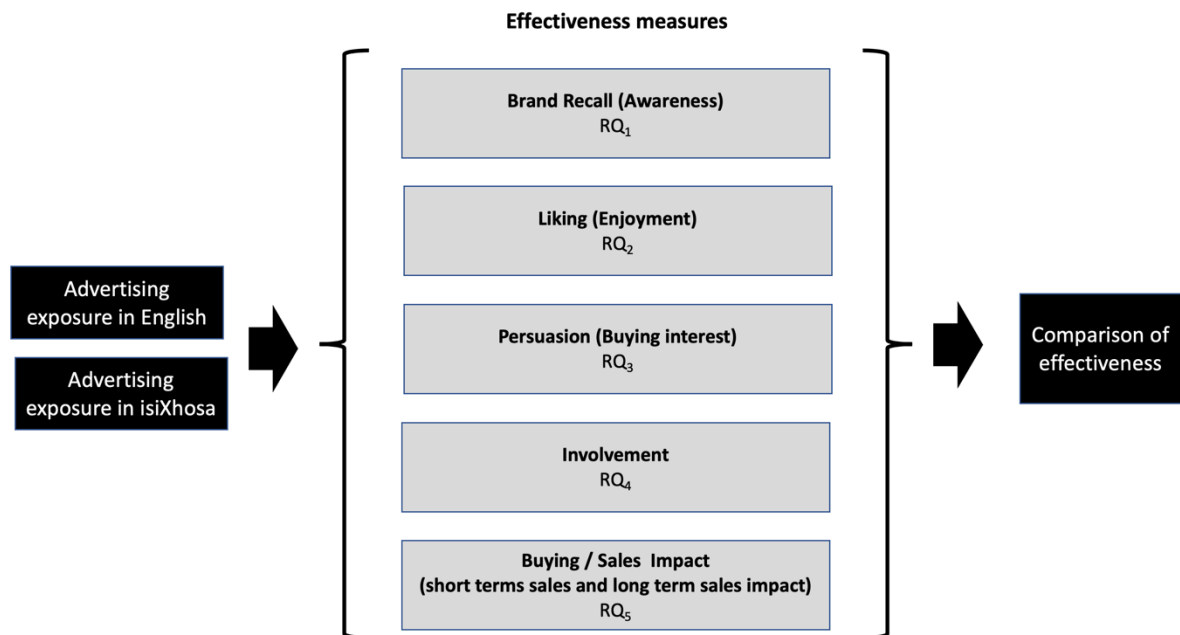 Effectiveness measures
Brand Recall (Awareness)
RQ₁
Liking (Enjoyment)
RQ₂
Advertising
exposure in English
Advertising
exposure in isiXhosa
Persuasion (Buying interest)
RQ₃
Comparison of
effectiveness
Involvement
RQ₄
Buying / Sales  Impact
(short terms sales and long term sales impact)
RQ₅